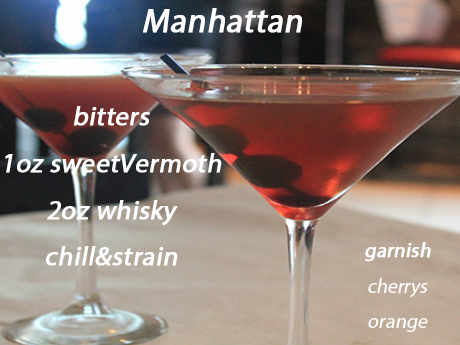 Manhattan
bitters
1oz sweetVermoth
2oz whisky
chill&strain
garnish
cherrys
orange